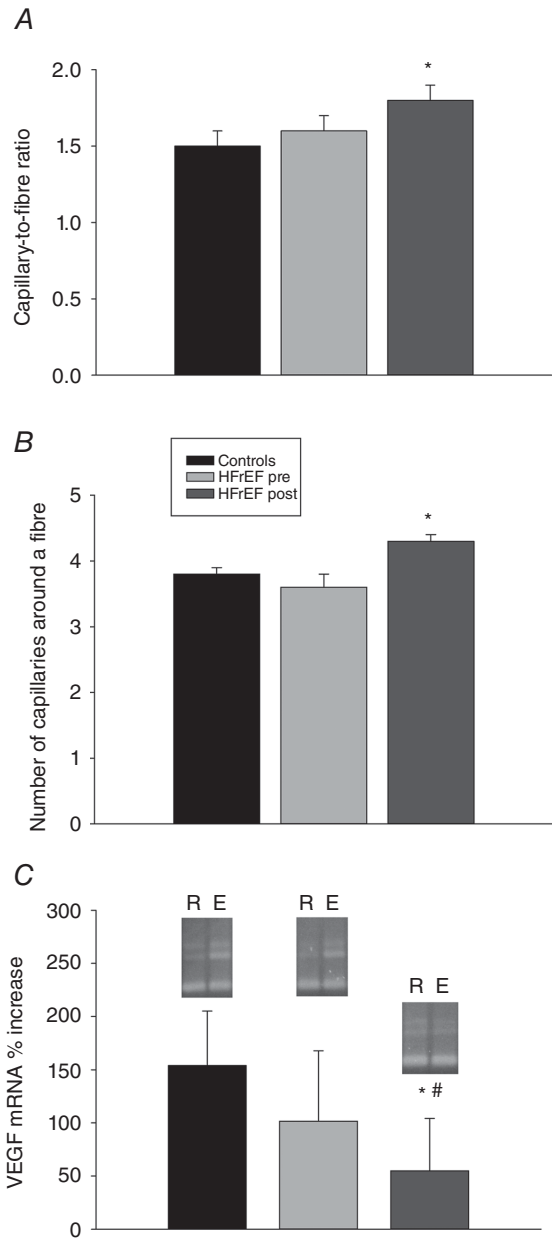 A
Capillary-to-fibre ratio
2.0
1.5
1.0
0.5
0.0
*
B
Number of capillaries around a fibre
Controls
HFrEF pre
HFrEF post
5
4
3
2
1
0
*
C
VEGF mRNA % increase
300
250
200
150
100
50
0
R E
R E
R E
* #